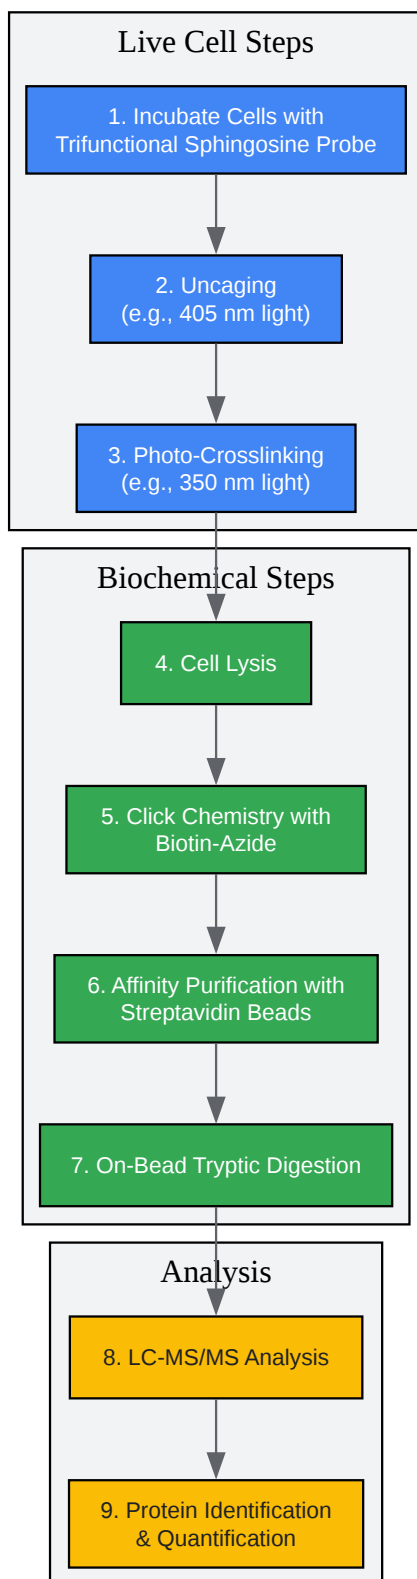 Live Cell Steps
1. Incubate Cells with
Trifunctional Sphingosine Probe
2. Uncaging
(e.g., 405 nm light)
3. Photo-Crosslinking
(e.g., 350 nm light)
Biochemical Steps
4. Cell Lysis
5. Click Chemistry with
Biotin-Azide
6. Affinity Purification with
Streptavidin Beads
7. On-Bead Tryptic Digestion
Analysis
8. LC-MS/MS Analysis
9. Protein Identification
& Quantification